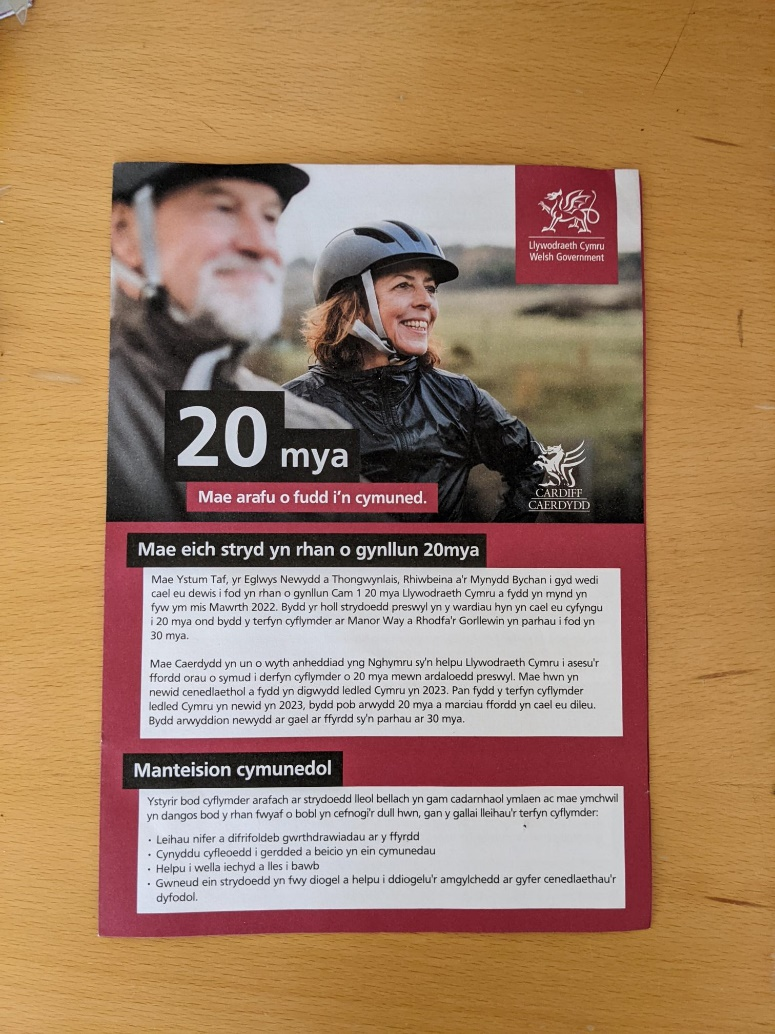 Llywodraeth Cymru
Welsh Government
20 mya
Mae arafu o fudd i'n cymuned.
CARDIFF
CAERDYDD
Mae eich stryd yn rhan o gynllun 20mya
Mae Ystum Taf, yr Eglwys Newydd a Thongwynlais, Rhiwbeina a'r Mynydd Bychan i gyd wedi
cael eu dewis i fod yn rhan o gynllun Cam 1 20 mya Llywodraeth Cymru a fydd yn mynd yn
fyw ym mis Mawrth 2022. Bydd yr holl strydoedd preswyl yn y wardiau hyn yn cael eu cyfyngu
i 20 mya ond bydd y terfyn cyflymder ar Manor Way a Rhodfa'r Gorllewin yn parhau i fod yn
30 mya.
Mae Caerdydd yn un o wyth anheddiad yng Nghymru sy'n helpu Llywodraeth Cymru i asesu'r
ffordd orau o symud i derfyn cyflymder o 20 mya mewn ardaloedd preswyl. Mae hwn yn
newid cenedlaethol a fydd yn digwydd ledled Cymru yn 2023. Pan fydd y terfyn cyflymder
ledled Cymru yn newid yn 2023, bydd pob arwydd 20 mya a marciau ffordd yn cael eu dileu.
Bydd arwyddion newydd ar gael ar ffyrdd sy'n parhau ar 30 mya.
Manteision cymunedol
Ystyrir bod cyflymder arafach ar strydoedd lleol bellach yn gam cadarnhaol ymlaen ac mae ymchwil
yn dangos bod y rhan fwyaf o bobl yn cefnogi'r dull hwn, gan y gallai lleihau'r terfyn cyflymder:
· Leihau nifer a difrifoldeb gwrthdrawiadau ar y ffyrdd
· Cynyddu cyfleoedd i gerdded a beicio yn ein cymunedau
· Helpu i wella iechyd a lles i bawb
· Gwneud ein strydoedd yn fwy diogel a helpu i ddiogelu'r amgylchedd ar gyfer cenedlaethau'r
dyfodol.